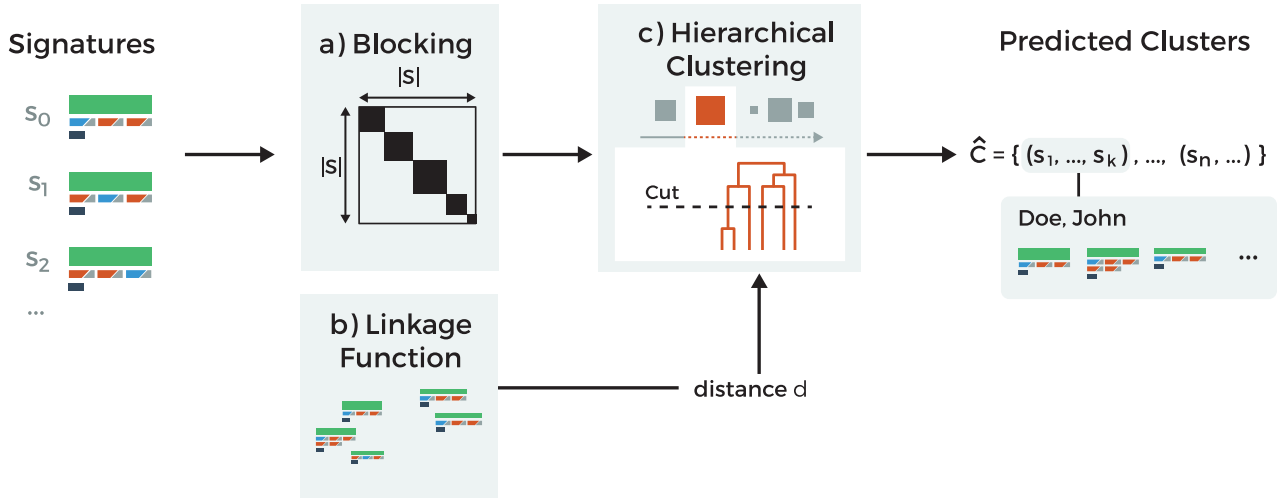 Signatures
s0
s1
s2
...
a) Blocking
|s|
|s|
b) Linkage
Function
distance d
c) Hierarchical
Clustering
Cut
Predicted Clusters
Ĉ = { (s1, ..., sk) , ..., (sn, ...) }
Doe, John
...